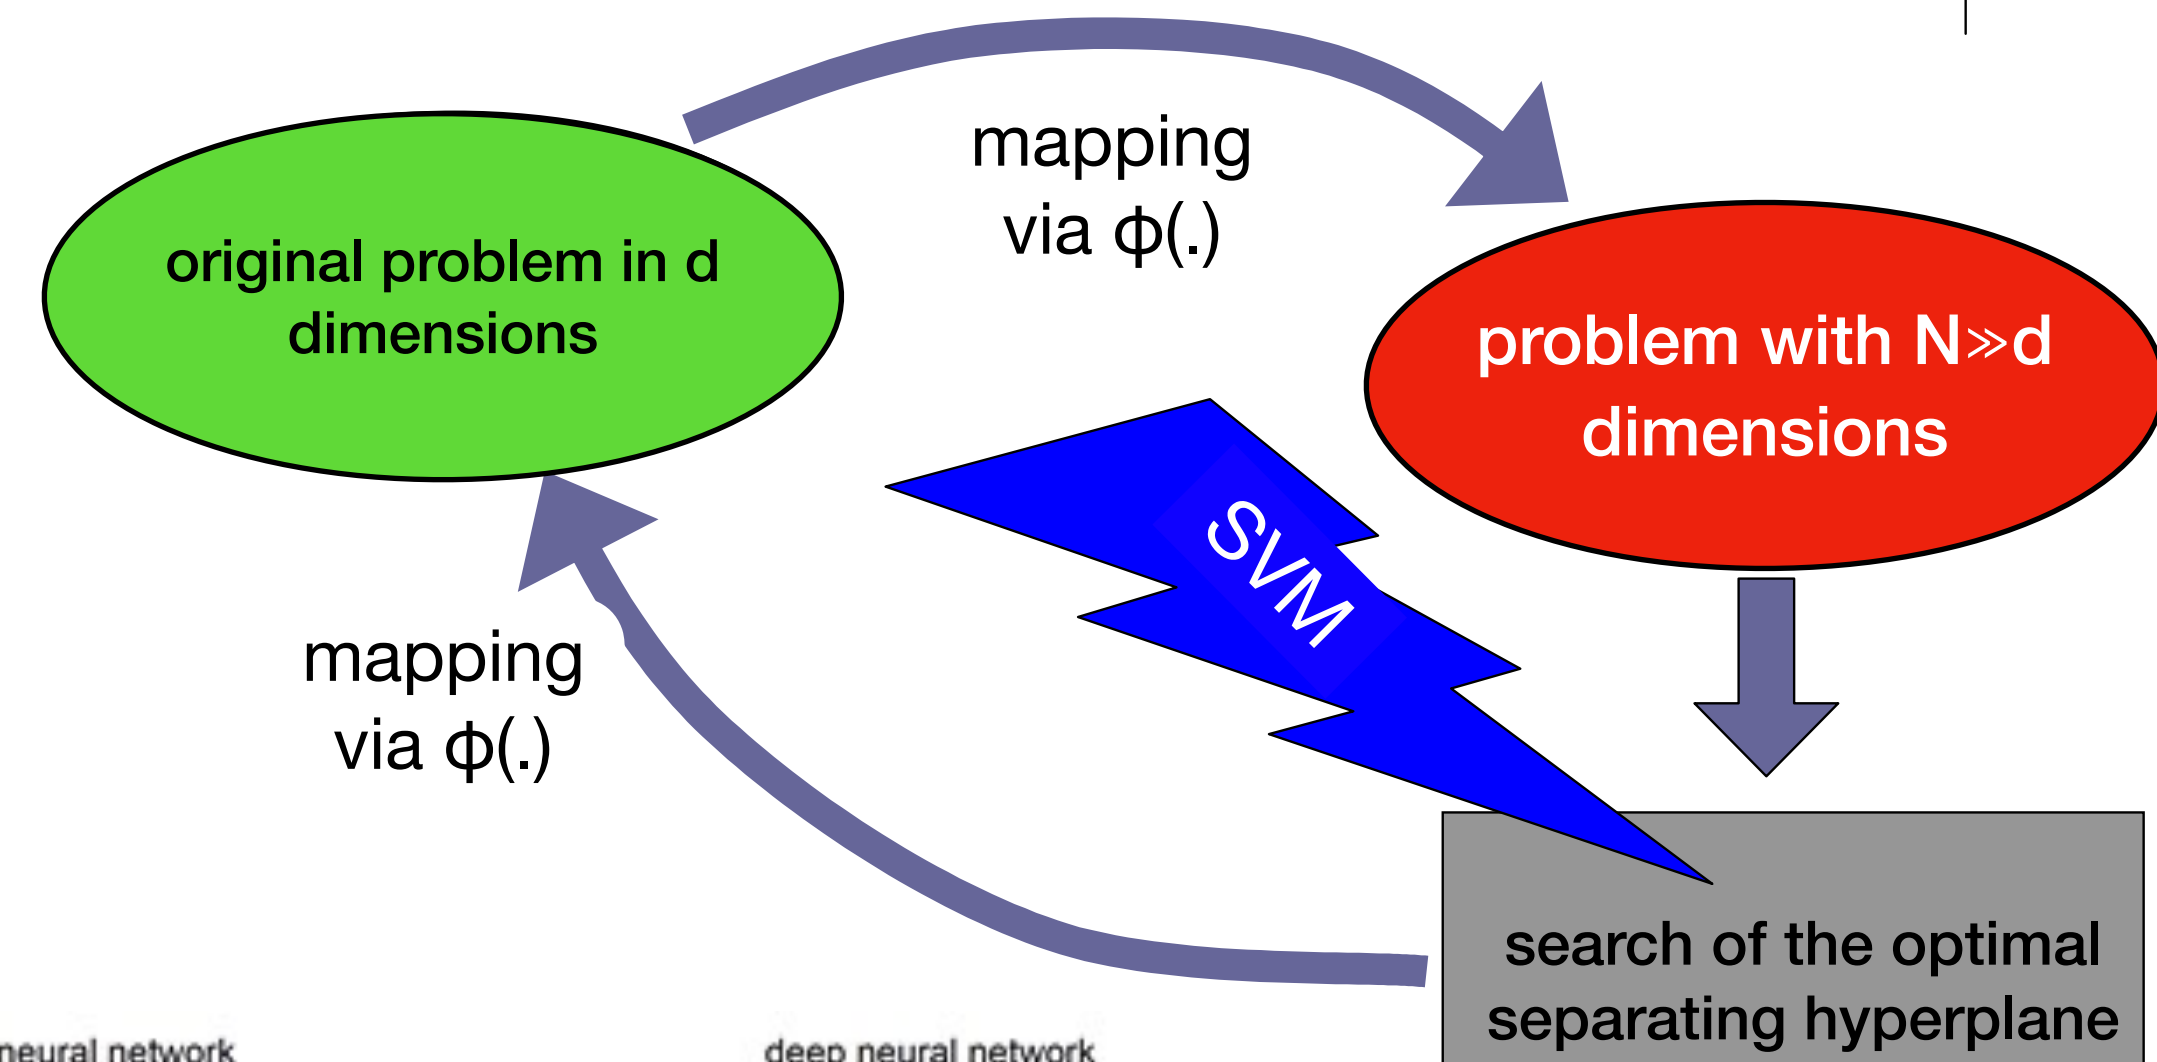 mapping
via ϕ(.)
original problem in d
dimensions
problem with N≫d
dimensions
SVM
mapping
via ϕ(.)
search of the optimal
separating hyperplane
neural network
deep neural network